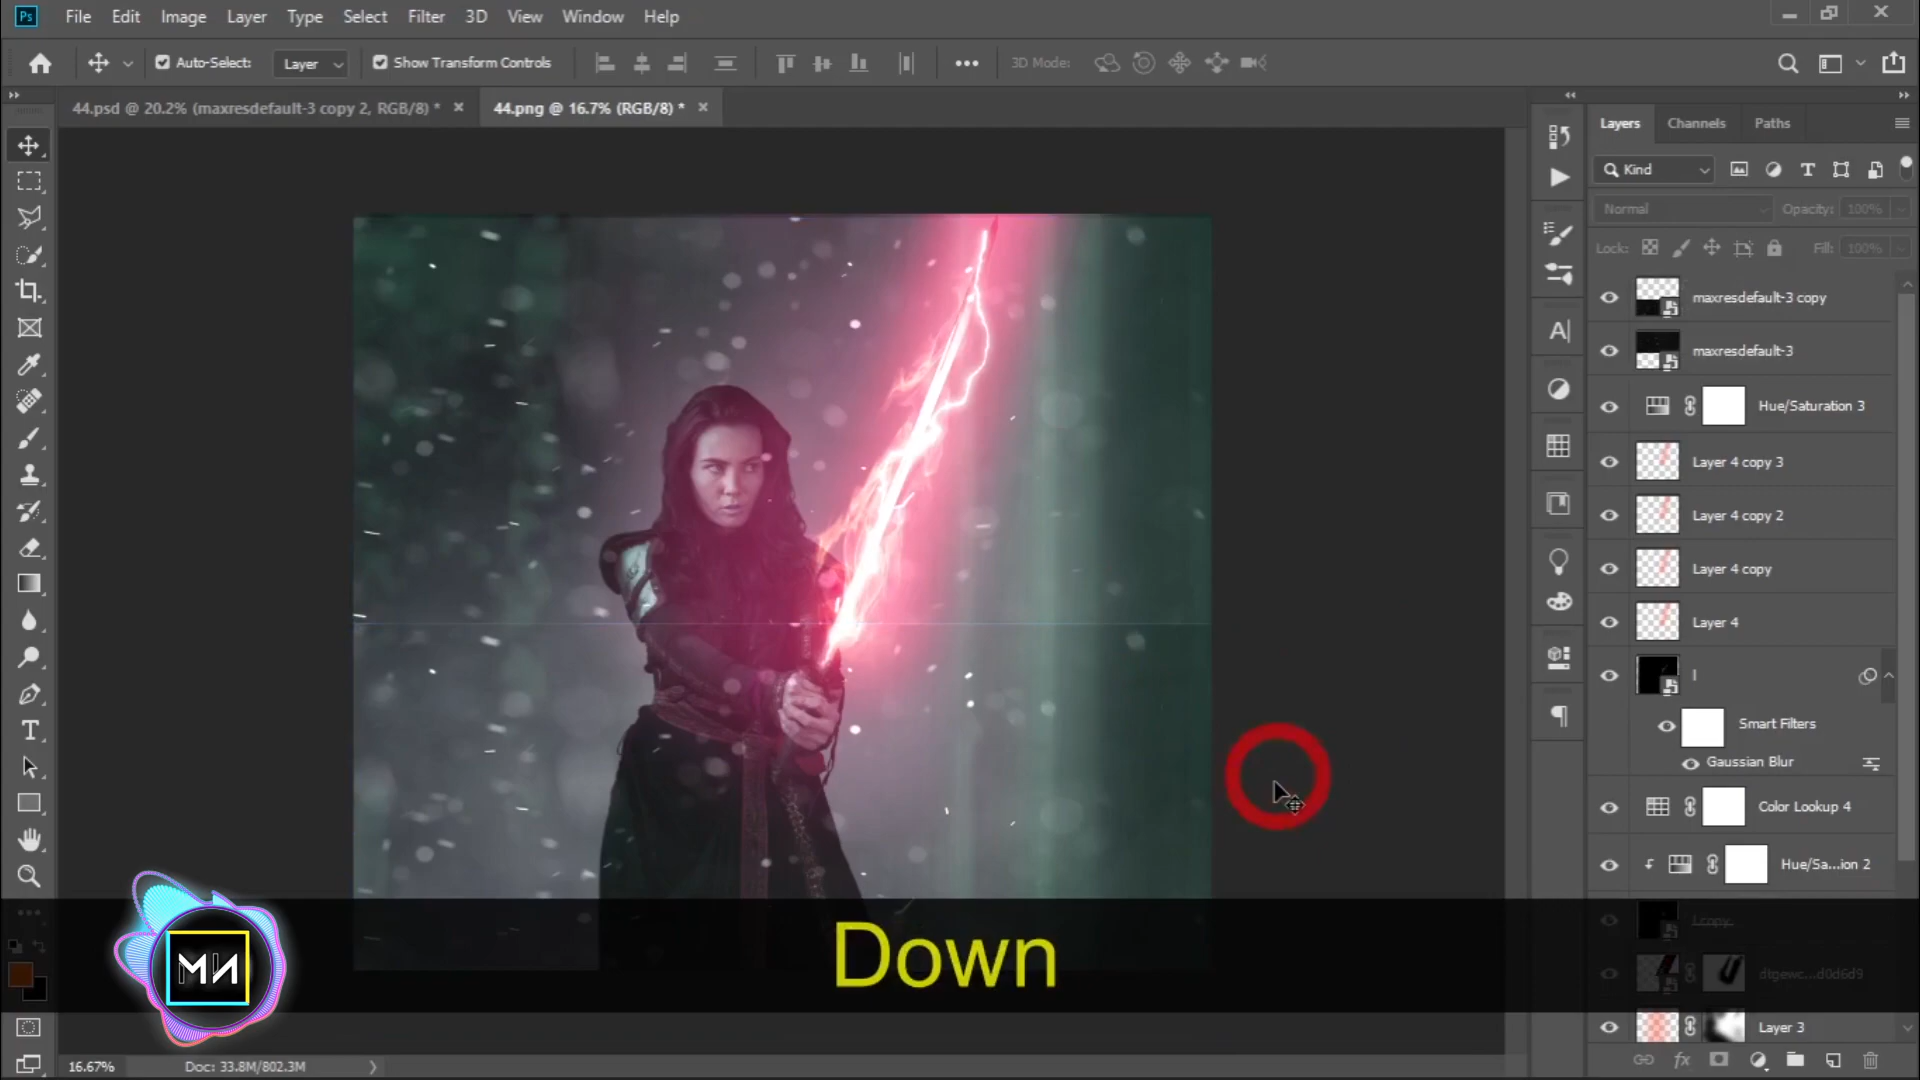 Ps File Edit Image Layer Type Select Filter 3D View Window Help
Auto-Select: Layer Show Transform Controls 3D Mode:
44.psd @ 20.2% (maxresdefault-3 copy 2, RGB/8) * 44.png @ 16.7% (RGB/8) *
Layers Channels Paths
Kind
Normal Opacity: 100%
Lock: Fill: 100%
maxresdefault-3 copy
maxresdefault-3
Hue/Saturation 3
Layer 4 copy 3
Layer 4 copy 2
Layer 4 copy
Layer 4
l
Smart Filters
Gaussian Blur
Color Lookup 4
Hue/Sa...ion 2
l copy
Down
Layer 3
16.67% Doc: 33.8M/802.3M